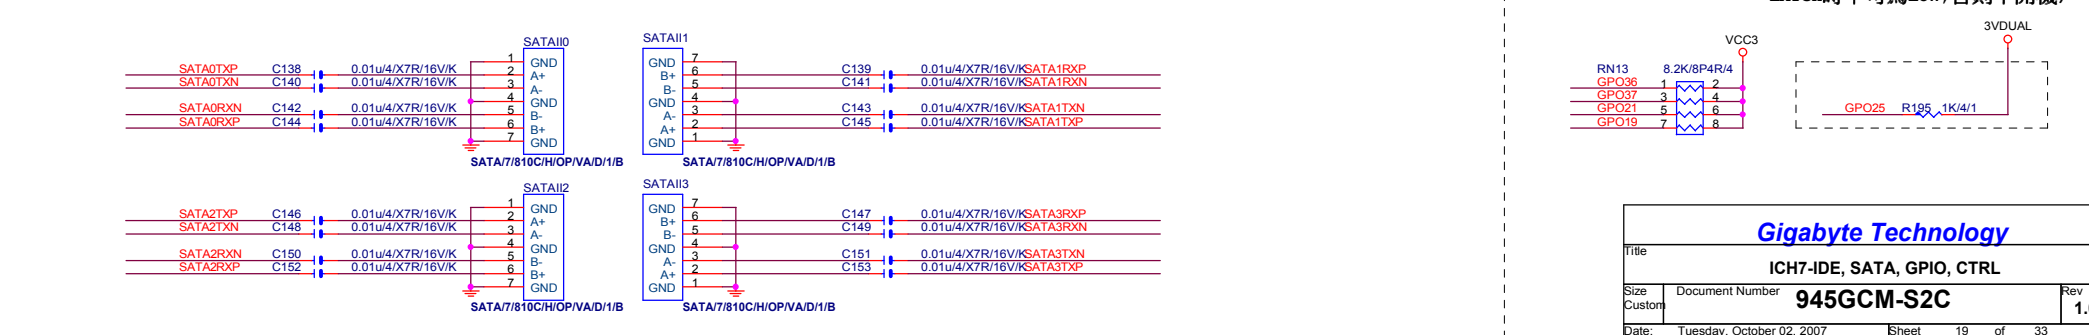 SATAII0
SATA0TXP C138 0.01u/4/X7R/16V/K 1 GND
SATA0TXN C140 0.01u/4/X7R/16V/K 2 A+
3 A-
4 GND
SATA0RXN C142 0.01u/4/X7R/16V/K 5 B-
SATA0RXP C144 0.01u/4/X7R/16V/K 6 B+
7 GND
SATA/7/810C/H/OP/VA/D/1/B
SATAII1
GND 7
B+ 6 C139 0.01u/4/X7R/16V/K SATA1RXP
B- 5 C141 0.01u/4/X7R/16V/K SATA1RXN
GND 4
A- 3 C143 0.01u/4/X7R/16V/K SATA1TXN
A+ 2 C145 0.01u/4/X7R/16V/K SATA1TXP
GND 1
SATA/7/810C/H/OP/VA/D/1/B
SATAII2
1 GND
SATA2TXP C146 0.01u/4/X7R/16V/K 2 A+
SATA2TXN C148 0.01u/4/X7R/16V/K 3 A-
4 GND
SATA2RXN C150 0.01u/4/X7R/16V/K 5 B-
SATA2RXP C152 0.01u/4/X7R/16V/K 6 B+
7 GND
SATA/7/810C/H/OP/VA/D/1/B
SATAII3
GND 7
B+ 6 C147 0.01u/4/X7R/16V/K SATA3RXP
B- 5 C149 0.01u/4/X7R/16V/K SATA3RXN
GND 4
A- 3 C151 0.01u/4/X7R/16V/K SATA3TXN
A+ 2 C153 0.01u/4/X7R/16V/K SATA3TXP
GND 1
SATA/7/810C/H/OP/VA/D/1/B
VCC3
RN13 8.2K/8P4R/4
GPO36 1 2
GPO37 3 4
GPO21 5 6
GPO19 7 8
3VDUAL
GPO25 R195 1K/4/1
Gigabyte Technology
Title
ICH7-IDE, SATA, GPIO, CTRL
Size Document Number Rev
Custom 945GCM-S2C 1.
Date: Tuesday, October 02, 2007 Sheet 19 of 33